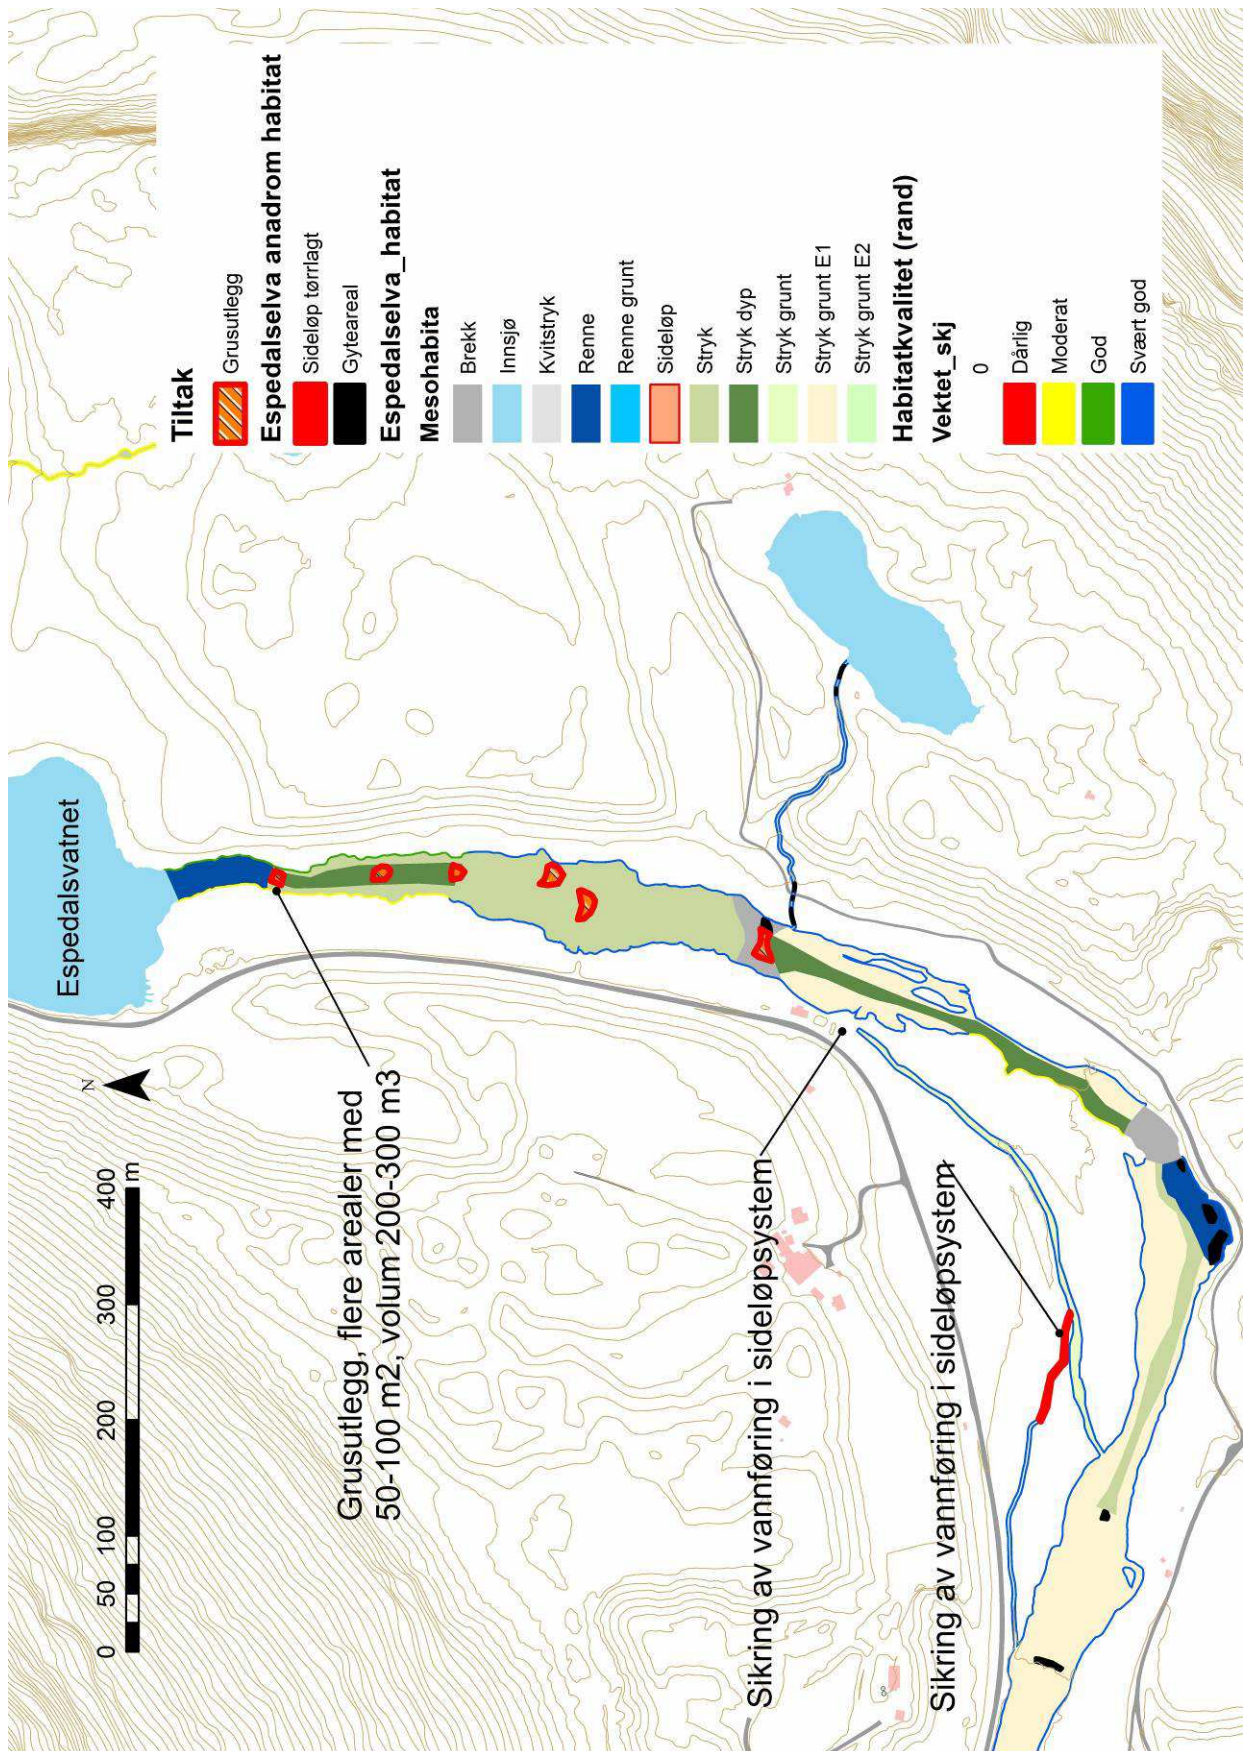 Espedalsvatnet
N
0 50 100 200 300 400
m
Grusutlegg, flere arealer med
50-100 m2, volum 200-300 m3
Sikring av vannføring i sideløpsystem
Sikring av vannføring i sideløpsystem
Tiltak
Grusutlegg
Espedalselva anadrom habitat
Sideløp tørrlagt
Gyteareal
Espedalselva_habitat
Mesohabita
Brekk
Innsjø
Kvitstryk
Renne
Renne grunt
Sideløp
Stryk
Stryk dyp
Stryk grunt
Stryk grunt E1
Stryk grunt E2
Habitatkvalitet (rand)
Vektet_skj
0
Dårlig
Moderat
God
Svært god